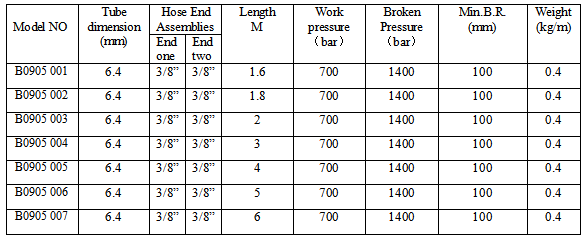 Model NO Tube dimension (mm) Hose End Assemblies End one End two Length M Work pressure （bar） Broken Pressure （bar） Min.B.R. (mm) Weight (kg/m)
B0905 001 6.4 3/8” 3/8” 1.6 700 1400 100 0.4
B0905 002 6.4 3/8” 3/8” 1.8 700 1400 100 0.4
B0905 003 6.4 3/8” 3/8” 2 700 1400 100 0.4
B0905 004 6.4 3/8” 3/8” 3 700 1400 100 0.4
B0905 005 6.4 3/8” 3/8” 4 700 1400 100 0.4
B0905 006 6.4 3/8” 3/8” 5 700 1400 100 0.4
B0905 007 6.4 3/8” 3/8” 6 700 1400 100 0.4